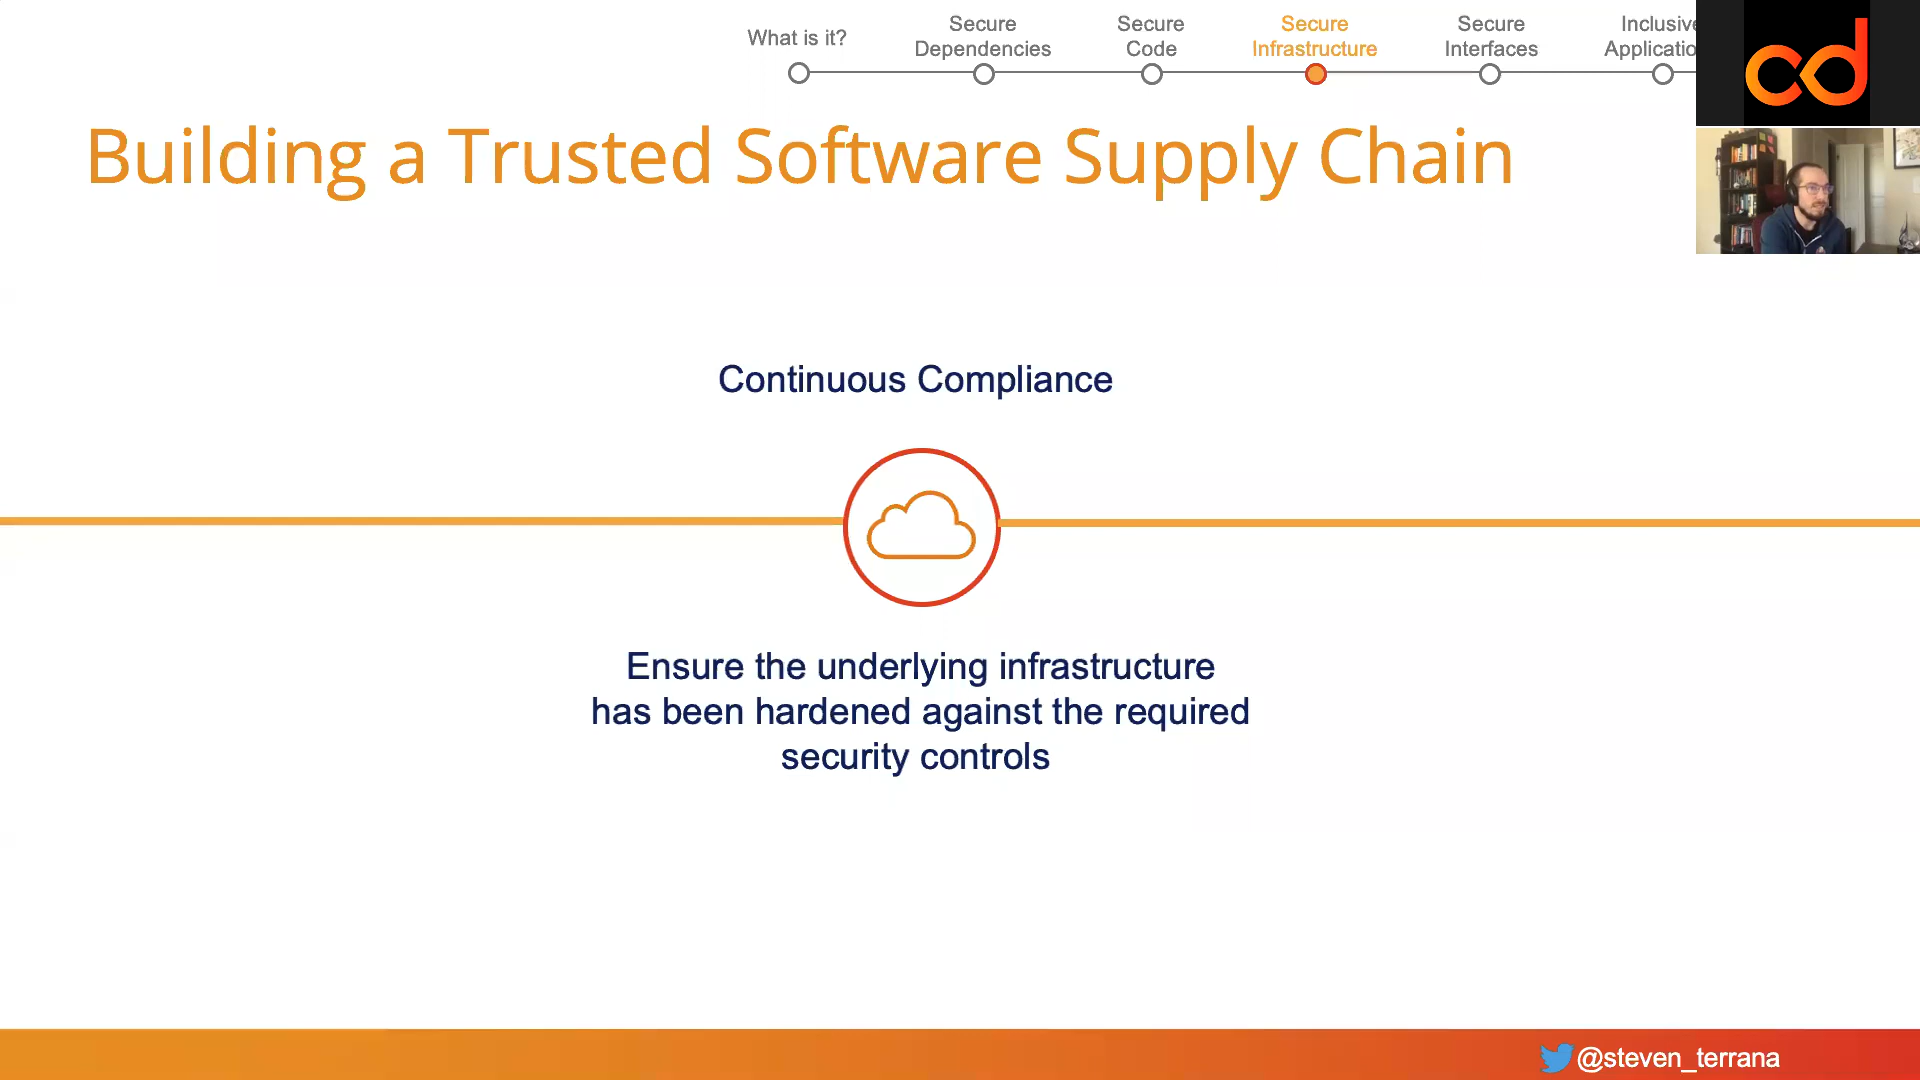 What is it?
Secure
Dependencies
Secure
Code
Secure
Infrastructure
Secure
Interfaces
Inclusive
Building a Trusted Software Supply Chain
Continuous Compliance
Ensure the underlying infrastructure
has been hardened against the required
security controls
@steven_terrana